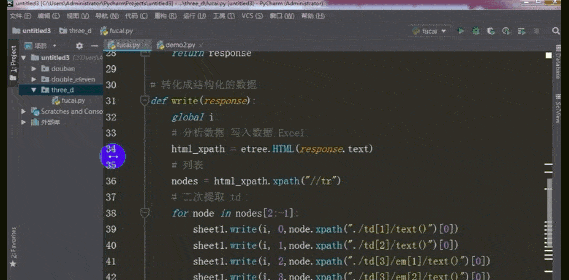 untitled3 [C:\Users\Administrator\PycharmProjects\untitled3] - ...\three_d\fucai.py - PyCharm (Administrator)
文件(F) 编辑(E) 视图(V) 导航(N) 代码(C) 重构(R) 运行(U) 工具(T) VCS(S) 窗口(W) 帮助(H)
untitled3 three_d fucai.py fucai
项目 fucai.py demo2.py
untitled3
douban
double_eleven
three_d
fucai.py
Scratches and Conso
外部库
1: Project
2: Favorites
Database
SciView
28 return response
29
30 # 转化成结构化的数据
31 def write(response):
32 global i
33 # 分析数据 写入数据 Excel
34 html_xpath = etree.HTML(response.text)
35 # 列表
36 nodes = html_xpath.xpath("//tr")
37 # 二次提取 td
38 for node in nodes[2:-1]:
39 sheet1.write(i, 0,node.xpath("./td[1]/text()")[0])
40 sheet1.write(i, 1,node.xpath("./td[2]/text()")[0])
41 sheet1.write(i, 2,node.xpath("./td[3]/em[1]/text()")[0])
42 sheet1.write(i, 3,node.xpath("./td[3]/em[2]/text()")[0])